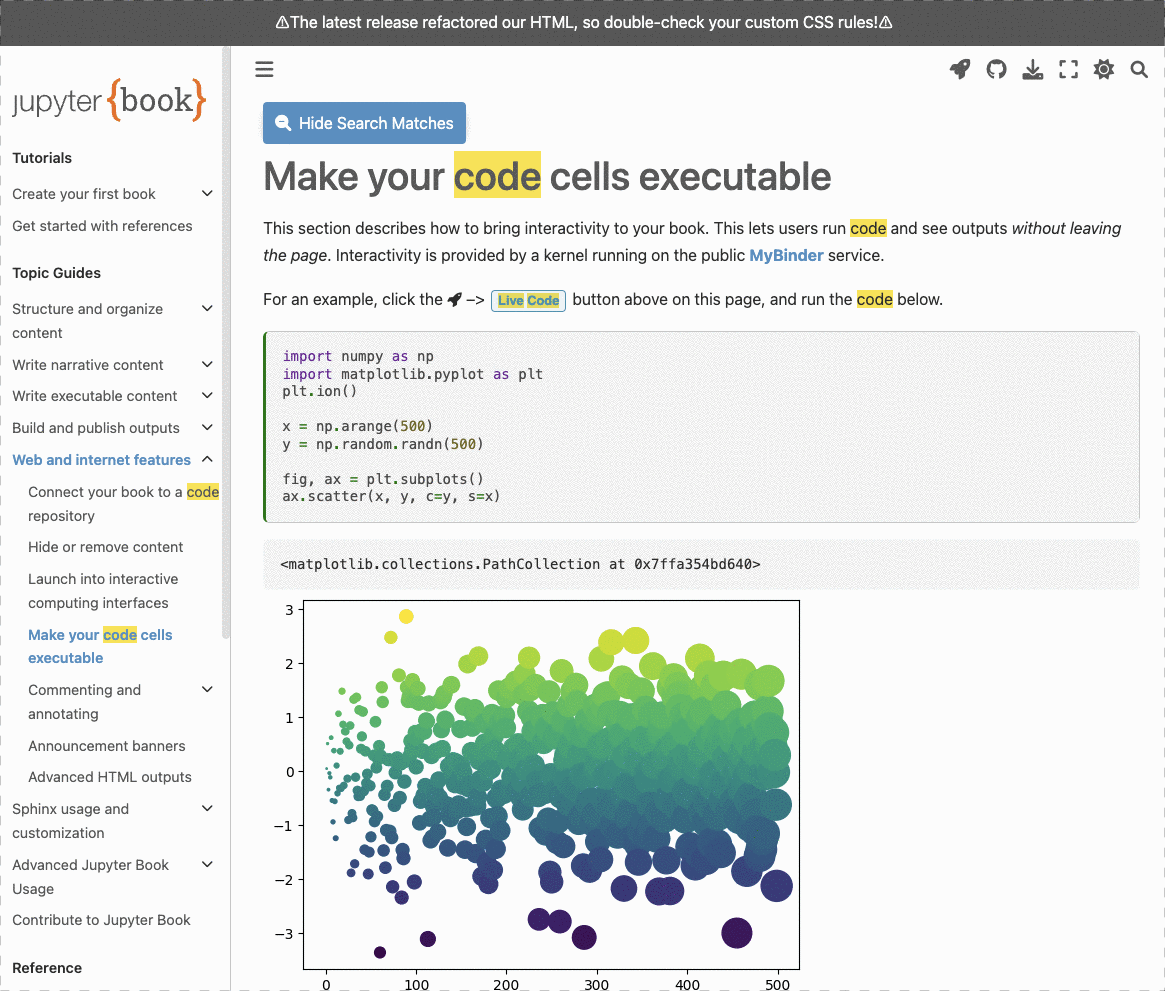 ⚠The latest release refactored our HTML, so double-check your custom CSS rules!⚠
jupyter {book}
Tutorials
Create your first book
Get started with references
Topic Guides
Structure and organize
content
Write narrative content
Write executable content
Build and publish outputs
Web and internet features
Connect your book to a code
repository
Hide or remove content
Launch into interactive
computing interfaces
Make your code cells
executable
Commenting and
annotating
Announcement banners
Advanced HTML outputs
Sphinx usage and
customization
Advanced Jupyter Book
Usage
Contribute to Jupyter Book
Reference
Hide Search Matches
Make your code cells executable
This section describes how to bring interactivity to your book. This lets users run code and see outputs without leaving
the page. Interactivity is provided by a kernel running on the public MyBinder service.
For an example, click the –> Live Code button above on this page, and run the code below.
import numpy as np
import matplotlib.pyplot as plt
plt.ion()
x = np.arange(500)
y = np.random.randn(500)
fig, ax = plt.subplots()
ax.scatter(x, y, c=y, s=x)
<matplotlib.collections.PathCollection at 0x7ffa354bd640>
3
2
1
0
−1
−2
−3
0 100 200 300 400 500